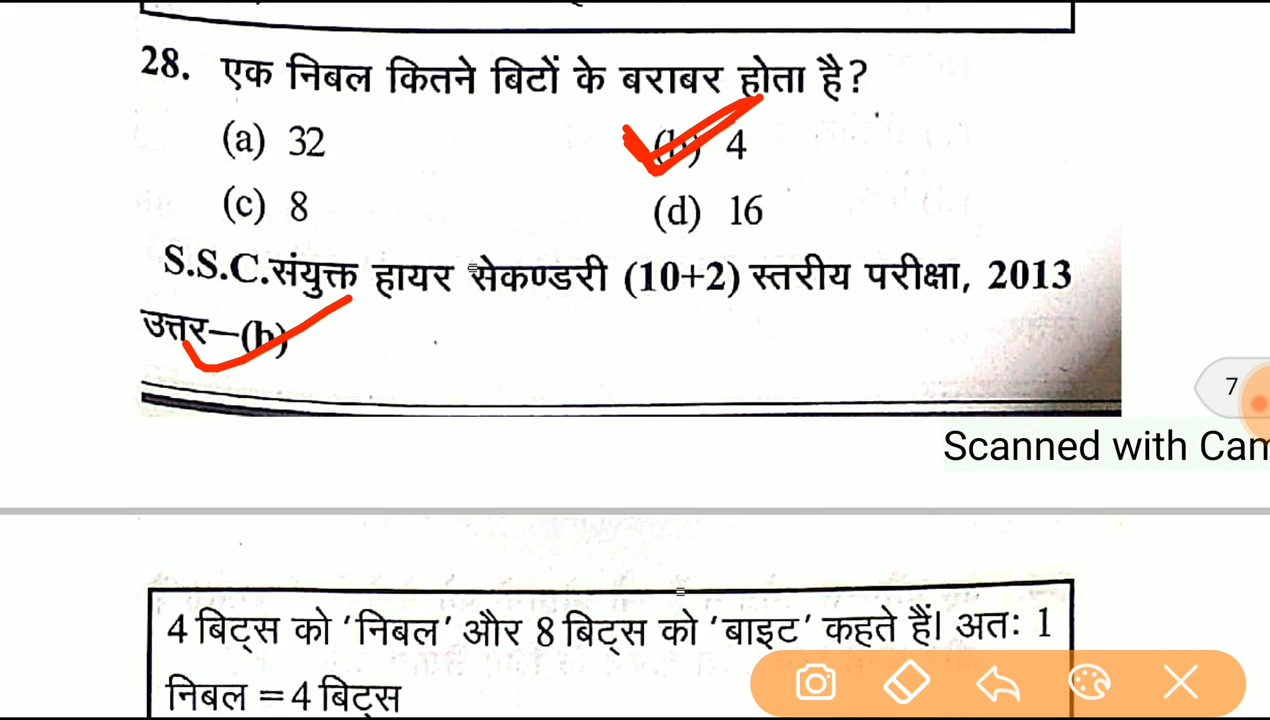 28. एक निबल कितने बिटों के बराबर होता है?
(a) 32 (b) 4
(c) 8 (d) 16
S.S.C.संयुक्त हायर सेकण्डरी (10+2) स्तरीय परीक्षा, 2013
उत्तर—(b)
7
Scanned with Cam
4 बिट्स को ‘निबल’ और 8 बिट्स को ‘बाइट’ कहते हैं। अतः 1
निबल = 4 बिट्स